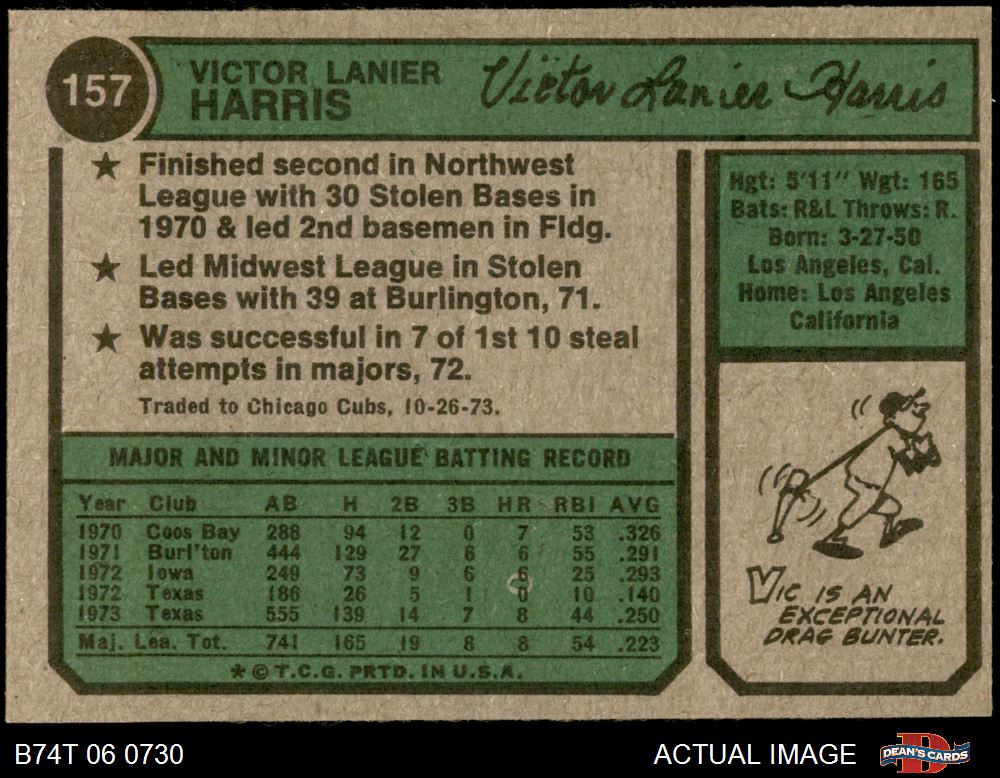 157
VICTOR LANIER
HARRIS
Victor Lanier Harris
★ Finished second in Northwest
League with 30 Stolen Bases in
1970 & led 2nd basemen in Fldg.
★ Led Midwest League in Stolen
Bases with 39 at Burlington, 71.
★ Was successful in 7 of 1st 10 steal
attempts in majors, 72.
Traded to Chicago Cubs, 10-26-73.
Hgt: 5'11" Wgt: 165
Bats: R&L Throws: R.
Born: 3-27-50
Los Angeles, Cal.
Home: Los Angeles
California
MAJOR AND MINOR LEAGUE BATTING RECORD
Year Club AB H 2B 3B HR RBI AVG
1970 Coos Bay 288 94 12 0 7 53 .326
1971 Burl'ton 444 129 27 6 6 55 .291
1972 Iowa 249 73 9 6 6 25 .293
1972 Texas 186 26 5 1 0 10 .140
1973 Texas 555 139 14 7 8 44 .250
Maj. Lea. Tot. 741 165 19 8 8 54 .223
* © T.C.G. PRTD. IN U.S.A.
VIC IS AN
EXCEPTIONAL
DRAG BUNTER.
B74T 06 0730
ACTUAL IMAGE
DEAN'S CARDS